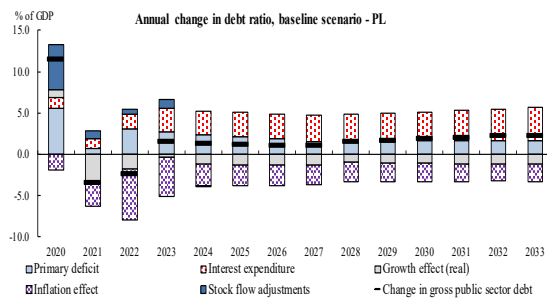 % of GDP
Annual change in debt ratio, baseline scenario - PL
15.0
10.0
5.0
0.0
-5.0
-10.0
2020 2021 2022 2023 2024 2025 2026 2027 2028 2029 2030 2031 2032 2033
Primary deficit Interest expenditure Growth effect (real)
Inflation effect Stock flow adjustments Change in gross public sector debt